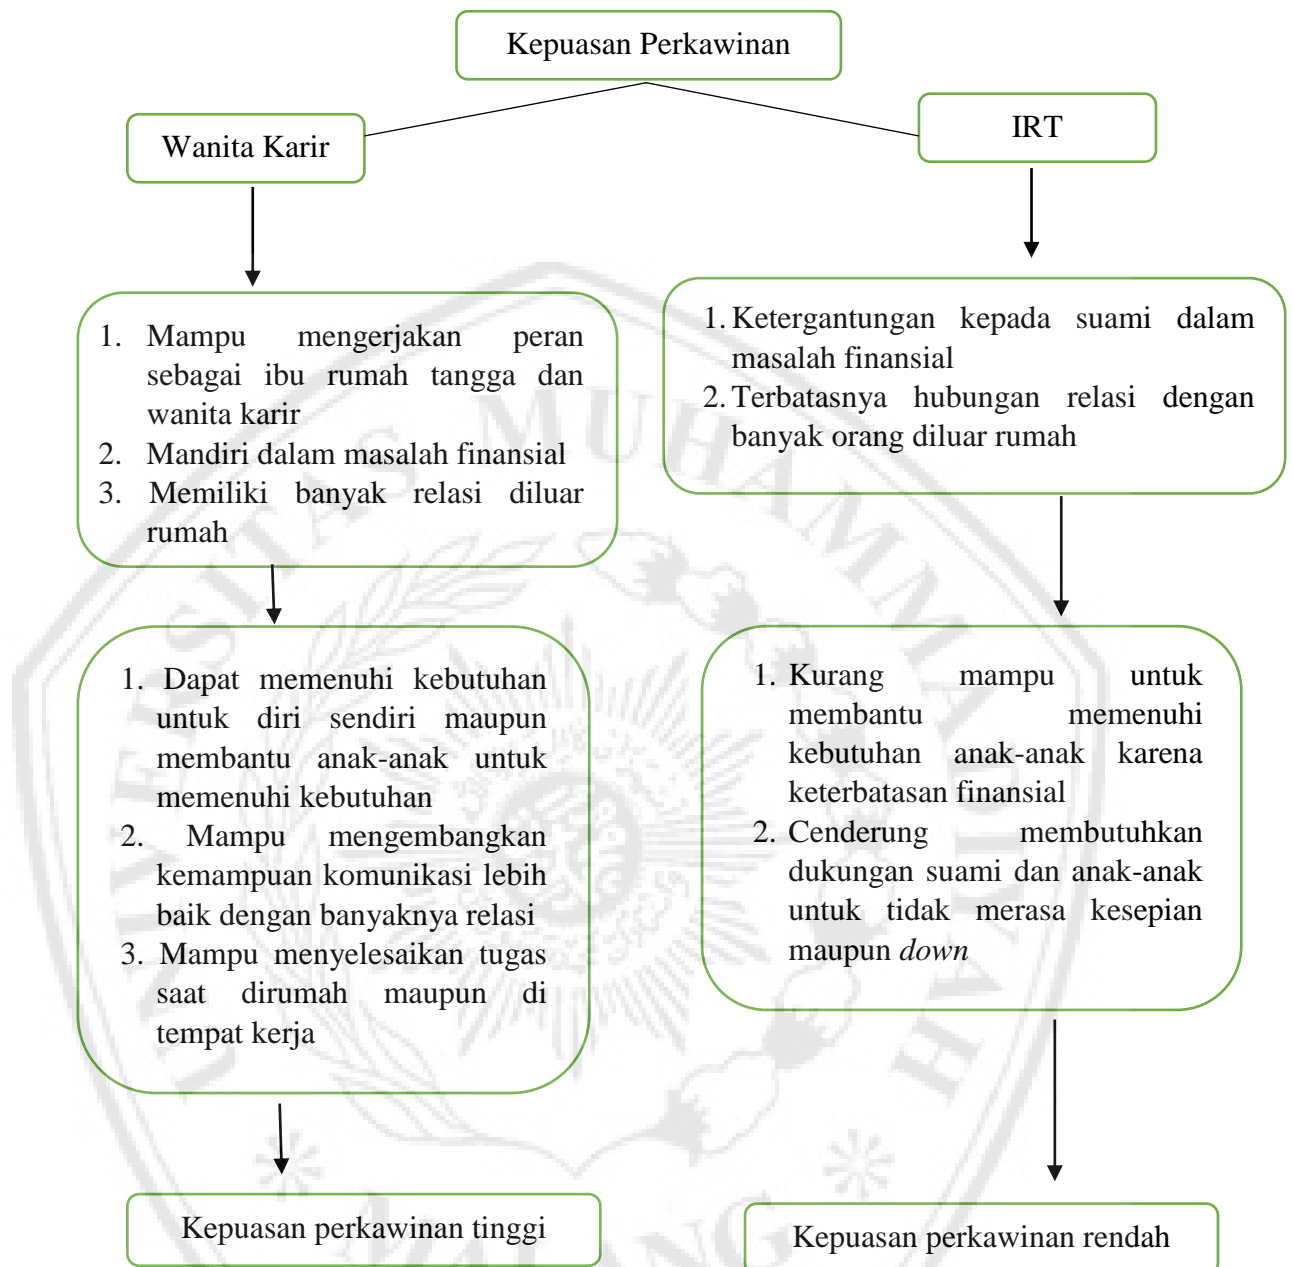 Kepuasan Perkawinan
Wanita Karir
IRT
1. Mampu mengerjakan peran
sebagai ibu rumah tangga dan
wanita karir
2. Mandiri dalam masalah finansial
3. Memiliki banyak relasi diluar
rumah
1. Ketergantungan kepada suami dalam
masalah finansial
2. Terbatasnya hubungan relasi dengan
banyak orang diluar rumah
1. Dapat memenuhi kebutuhan
untuk diri sendiri maupun
membantu anak-anak untuk
memenuhi kebutuhan
2. Mampu mengembangkan
kemampuan komunikasi lebih
baik dengan banyaknya relasi
3. Mampu menyelesaikan tugas
saat dirumah maupun di
tempat kerja
1. Kurang mampu untuk
membantu memenuhi
kebutuhan anak-anak karena
keterbatasan finansial
2. Cenderung membutuhkan
dukungan suami dan anak-anak
untuk tidak merasa kesepian
maupun down
Kepuasan perkawinan tinggi
Kepuasan perkawinan rendah
UNIVERSITAS MUHAMMADIYAH
MALANG